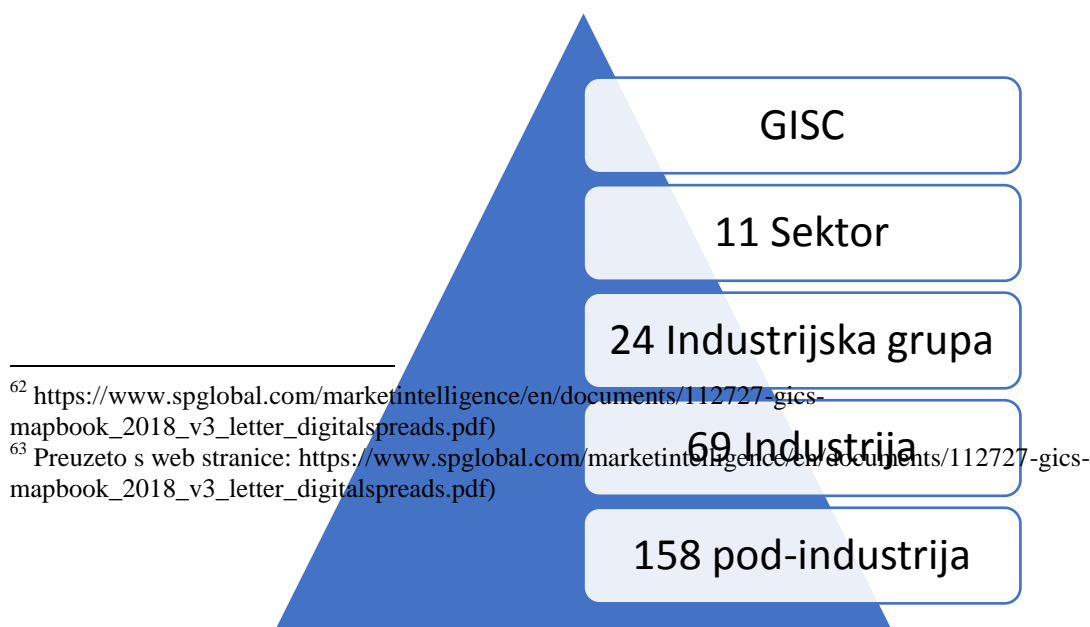 GISC
11 Sektor
24 Industrijska grupa
69 Industrija
158 pod-industrija
62 https://www.spglobal.com/marketintelligence/en/documents/112727-gics-
mapbook_2018_v3_letter_digitalspreads.pdf)
63 Preuzeto s web stranice: https://www.spglobal.com/marketintelligence/en/documents/112727-gics-
mapbook_2018_v3_letter_digitalspreads.pdf)